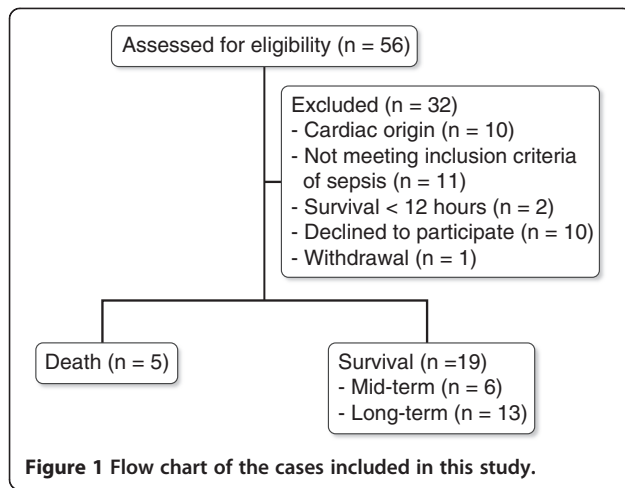 Assessed for eligibility (n = 56)
Excluded (n = 32)
- Cardiac origin (n = 10)
- Not meeting inclusion criteria
of sepsis (n = 11)
- Survival < 12 hours (n = 2)
- Declined to participate (n = 10)
- Withdrawal (n = 1)
Death (n = 5)
Survival (n =19)
- Mid-term (n = 6)
- Long-term (n = 13)
Figure 1 Flow chart of the cases included in this study.